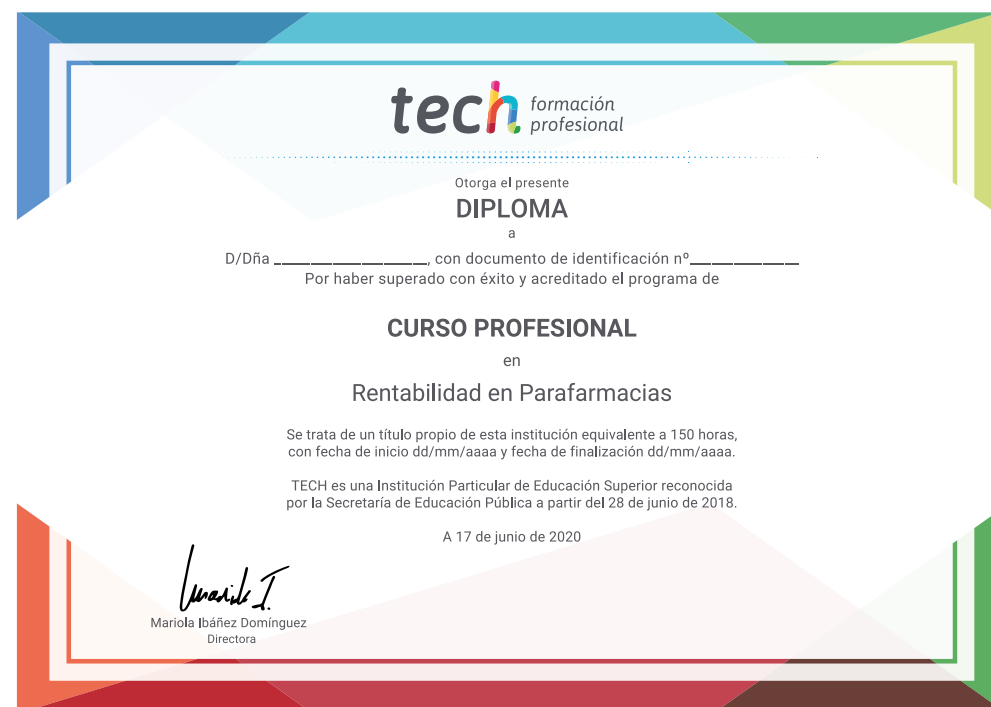 tech formación
profesional
Otorga el presente
DIPLOMA
a
D/Dña ____________________, con documento de identificación nº______________
Por haber superado con éxito y acreditado el programa de
CURSO PROFESIONAL
en
Rentabilidad en Parafarmacias
Se trata de un título propio de esta institución equivalente a 150 horas,
con fecha de inicio dd/mm/aaaa y fecha de finalización dd/mm/aaaa.
TECH es una Institución Particular de Educación Superior reconocida
por la Secretaría de Educación Pública a partir del 28 de junio de 2018.
A 17 de junio de 2020
Mariola Ibáñez Domínguez
Directora